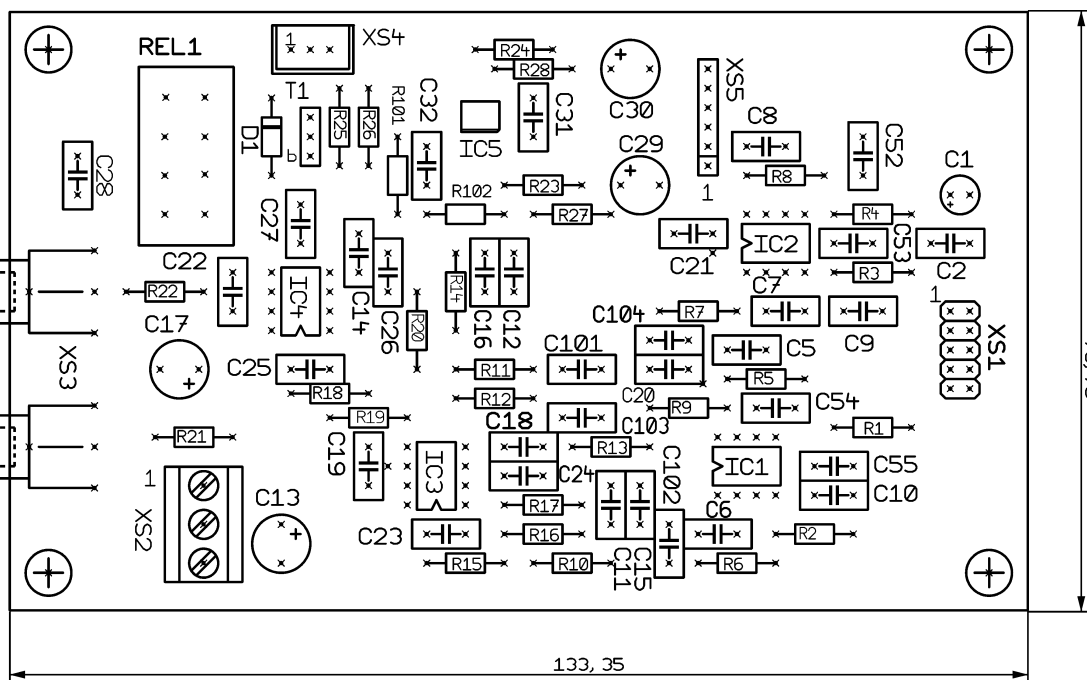 REL1
1
XS4
R24
R28
C30
XS5
1
C8
R8
C52
C1
T1
D1
b
R25
R26
R101
C32
IC5
C31
C29
R102
R23
R27
C28
C27
C22
R22
C17
IC4
C14
C26
R20
R14
C16
C12
C21
IC2
R4
C53
R3
C2
C7
C9
1
XS1
C104
R7
C5
R5
C101
C20
R9
C54
R1
XS3
C25
R18
R19
R11
R12
C18
C103
R13
R21
C19
IC3
C24
C102
IC1
C55
C10
1
XS2
C13
C23
R17
R16
R15
R10
C11
C15
C6
R6
R2
133,35